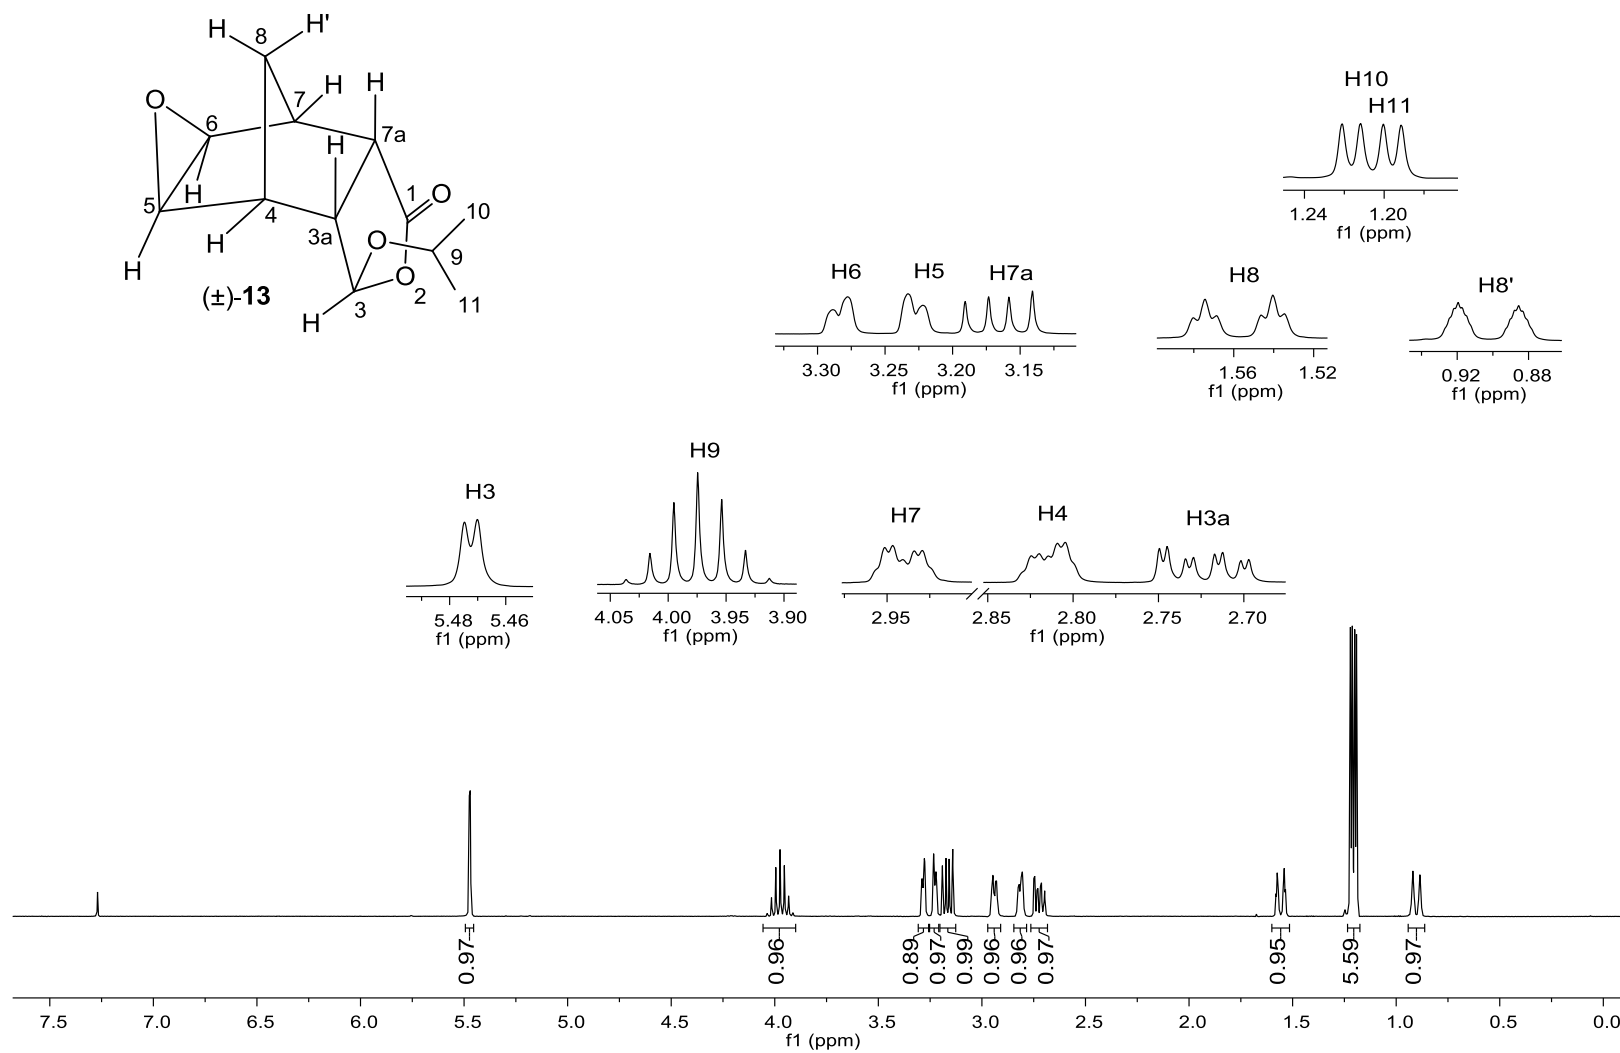 H
8
H'
O
7
H
H
6
H
7a
H
1
O
5
4
10
3a
O
9
H
O
H
(±)-13
2
11
3
H
H10
H11
1.24 1.20
f1 (ppm)
H6 H5 H7a
3.30 3.25 3.20 3.15
f1 (ppm)
H8
1.56 1.52
f1 (ppm)
H8'
0.92 0.88
f1 (ppm)
H3
5.48 5.46
f1 (ppm)
H9
4.05 4.00 3.95 3.90
f1 (ppm)
H7 H4 H3a
2.95 2.85 2.80 2.75 2.70
f1 (ppm)
0.97 0.96 0.89 0.97 0.99 0.96 0.96 0.97 0.95 5.59 0.97
7.5 7.0 6.5 6.0 5.5 5.0 4.5 4.0 3.5 3.0 2.5 2.0 1.5 1.0 0.5 0.0
f1 (ppm)